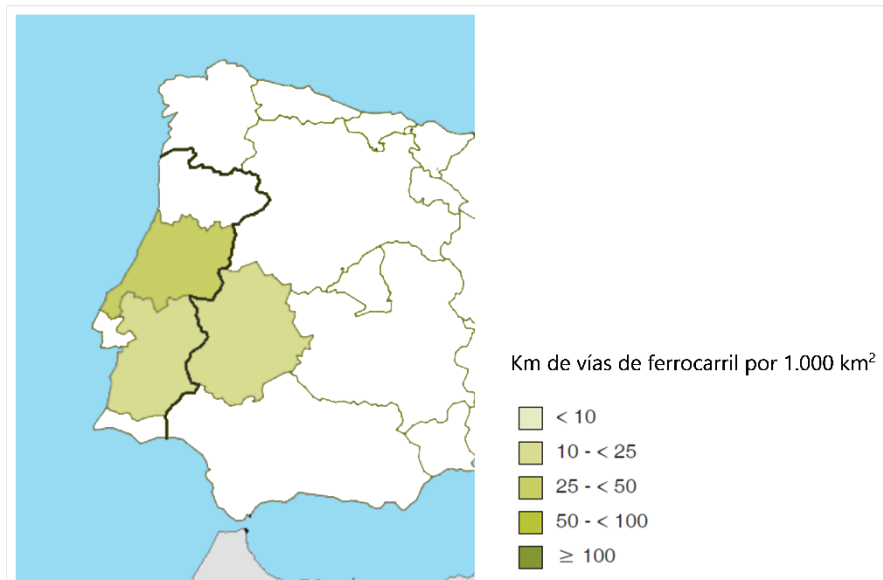 Km de vías de ferrocarril por 1.000 km²
< 10
10 - < 25
25 - < 50
50 - < 100
≥ 100